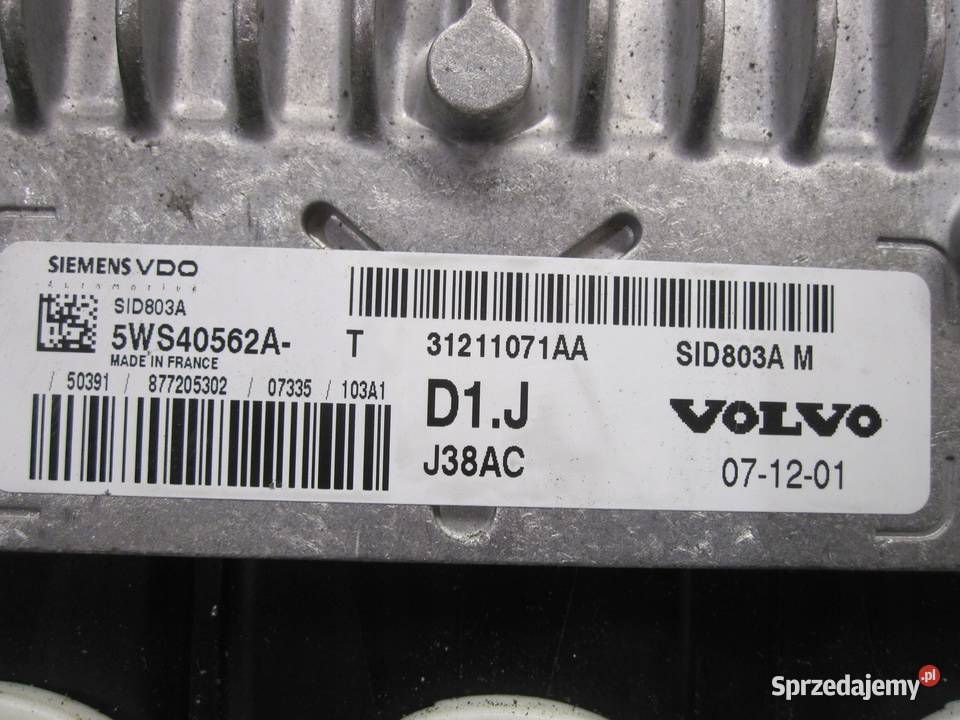 SIEMENS VDO
Automotive
SID803A
5WS40562A- T
MADE IN FRANCE
/ 50391 / 877205302 / 07335 / 103A1
31211071AA SID803A M
D1.J
VOLVO
J38AC
07-12-01
Sprzedajemy.pl